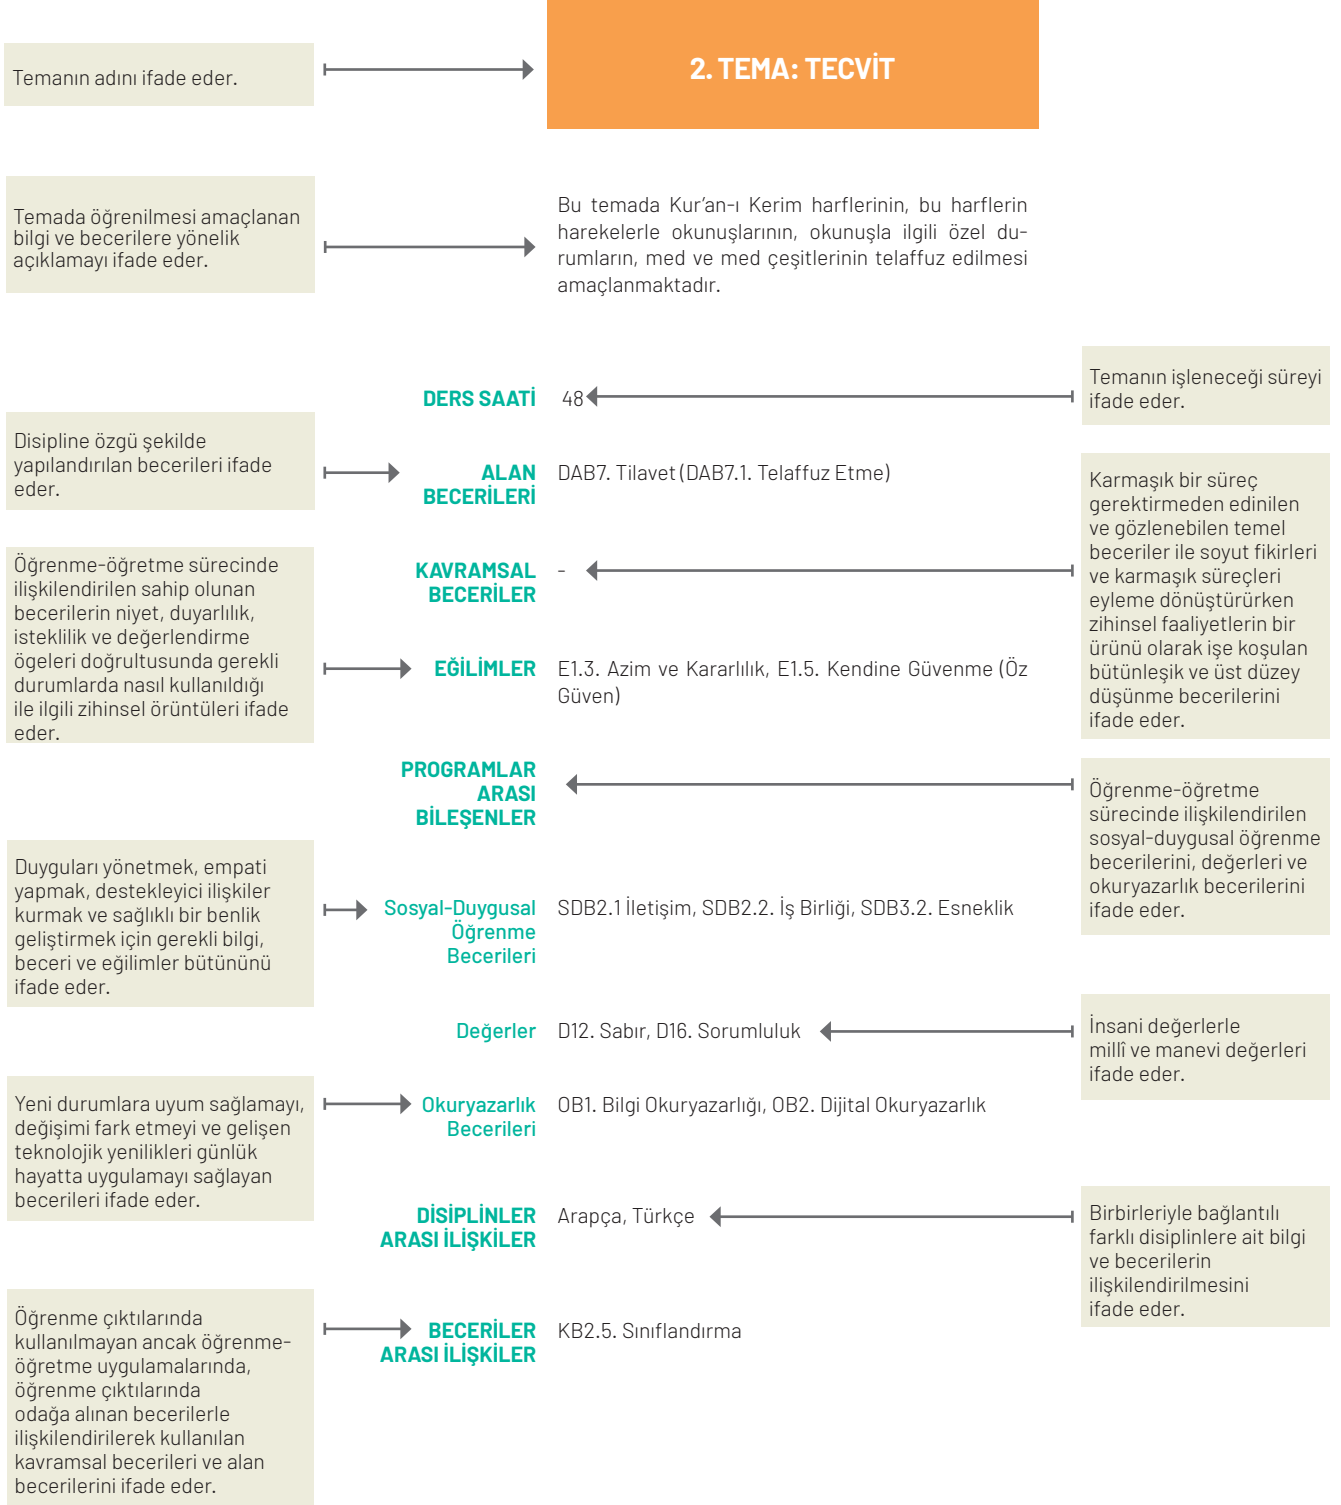 Temanın adını ifade eder.
2. TEMA: TECVİT
Temada öğrenilmesi amaçlanan
bilgi ve becerilere yönelik
açıklamayı ifade eder.
Bu temada Kur’an-ı Kerim harflerinin, bu harflerin
harekelerle okunuşlarının, okunuşla ilgili özel du-
rumların, med ve med çeşitlerinin telaffuz edilmesi
amaçlanmaktadır.
DERS SAATİ
48
Temanın işleneceği süreyi
ifade eder.
Disipline özgü şekilde
yapılandırılan becerileri ifade
eder.
ALAN
BECERİLERİ
DAB7. Tilavet (DAB7.1. Telaffuz Etme)
Karmaşık bir süreç
gerektirmeden edinilen
ve gözlenebilen temel
beceriler ile soyut fikirleri
ve karmaşık süreçleri
eyleme dönüştürürken
zihinsel faaliyetlerin bir
ürünü olarak işe koşulan
bütünleşik ve üst düzey
düşünme becerilerini
ifade eder.
KAVRAMSAL
BECERİLER
-
Öğrenme-öğretme sürecinde
ilişkilendirilen sahip olunan
becerilerin niyet, duyarlılık,
isteklilik ve değerlendirme
ögeleri doğrultusunda gerekli
durumlarda nasıl kullanıldığı
ile ilgili zihinsel örüntüleri ifade
eder.
EĞİLİMLER
E1.3. Azim ve Kararlılık, E1.5. Kendine Güvenme (Öz
Güven)
PROGRAMLAR
ARASI
BİLEŞENLER
Öğrenme-öğretme
sürecinde ilişkilendirilen
sosyal-duygusal öğrenme
becerilerini, değerleri ve
okuryazarlık becerilerini
ifade eder.
Duyguları yönetmek, empati
yapmak, destekleyici ilişkiler
kurmak ve sağlıklı bir benlik
geliştirmek için gerekli bilgi,
beceri ve eğilimler bütününü
ifade eder.
Sosyal-Duygusal
Öğrenme
Becerileri
SDB2.1 İletişim, SDB2.2. İş Birliği, SDB3.2. Esneklik
Değerler
D12. Sabır, D16. Sorumluluk
İnsani değerlerle
millî ve manevi değerleri
ifade eder.
Yeni durumlara uyum sağlamayı,
değişimi fark etmeyi ve gelişen
teknolojik yenilikleri günlük
hayatta uygulamayı sağlayan
becerileri ifade eder.
Okuryazarlık
Becerileri
OB1. Bilgi Okuryazarlığı, OB2. Dijital Okuryazarlık
DİSİPLİNLER
ARASI İLİŞKİLER
Arapça, Türkçe
Birbirleriyle bağlantılı
farklı disiplinlere ait bilgi
ve becerilerin
ilişkilendirilmesini
ifade eder.
Öğrenme çıktılarında
kullanılmayan ancak öğrenme-
öğretme uygulamalarında,
öğrenme çıktılarında
odağa alınan becerilerle
ilişkilendirilerek kullanılan
kavramsal becerileri ve alan
becerilerini ifade eder.
BECERİLER
ARASI İLİŞKİLER
KB2.5. Sınıflandırma